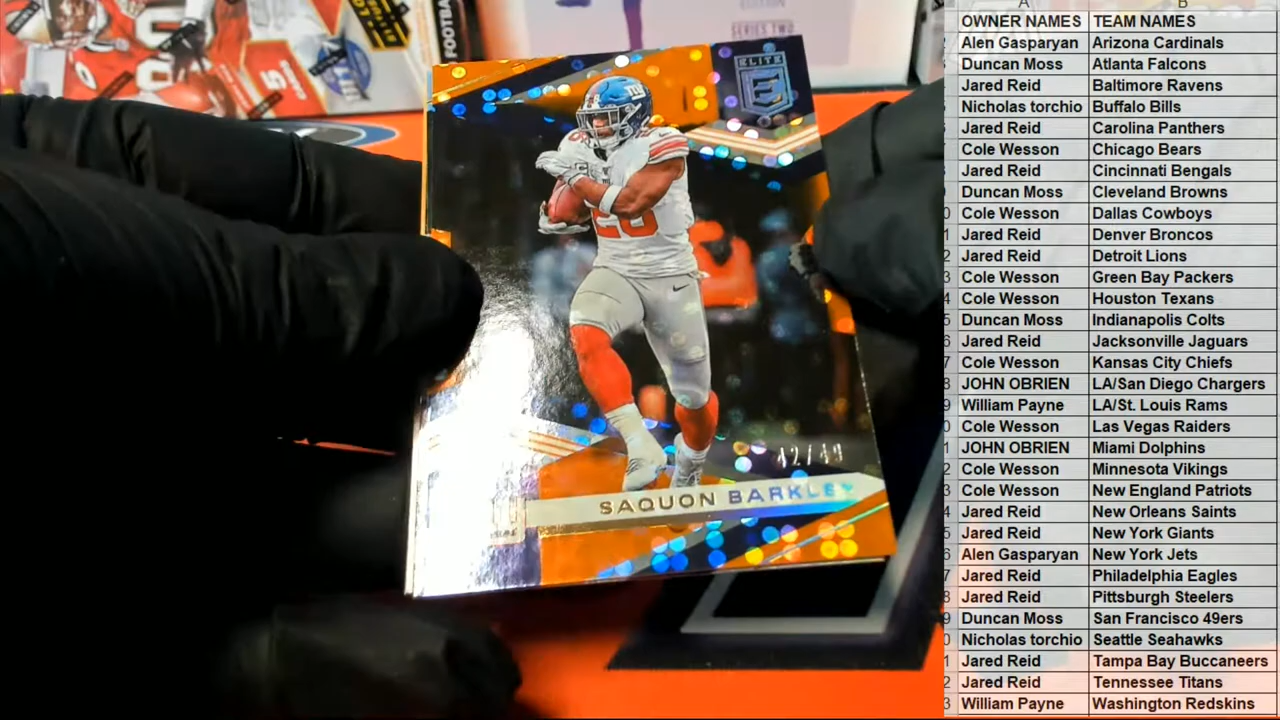 A B
OWNER NAMES TEAM NAMES
Alen Gasparyan Arizona Cardinals
Duncan Moss Atlanta Falcons
Jared Reid Baltimore Ravens
Nicholas torchio Buffalo Bills
Jared Reid Carolina Panthers
Cole Wesson Chicago Bears
Jared Reid Cincinnati Bengals
Duncan Moss Cleveland Browns
Cole Wesson Dallas Cowboys
Jared Reid Denver Broncos
Jared Reid Detroit Lions
Cole Wesson Green Bay Packers
Cole Wesson Houston Texans
Duncan Moss Indianapolis Colts
Jared Reid Jacksonville Jaguars
Cole Wesson Kansas City Chiefs
JOHN OBRIEN LA/San Diego Chargers
William Payne LA/St. Louis Rams
Cole Wesson Las Vegas Raiders
JOHN OBRIEN Miami Dolphins
Cole Wesson Minnesota Vikings
Cole Wesson New England Patriots
Jared Reid New Orleans Saints
Jared Reid New York Giants
Alen Gasparyan New York Jets
Jared Reid Philadelphia Eagles
Jared Reid Pittsburgh Steelers
Duncan Moss San Francisco 49ers
Nicholas torchio Seattle Seahawks
Jared Reid Tampa Bay Buccaneers
Jared Reid Tennessee Titans
William Payne Washington Redskins
FOOTBALL
SERIES TWO
ELITE
E
26
42/49
SAQUON BARKLEY